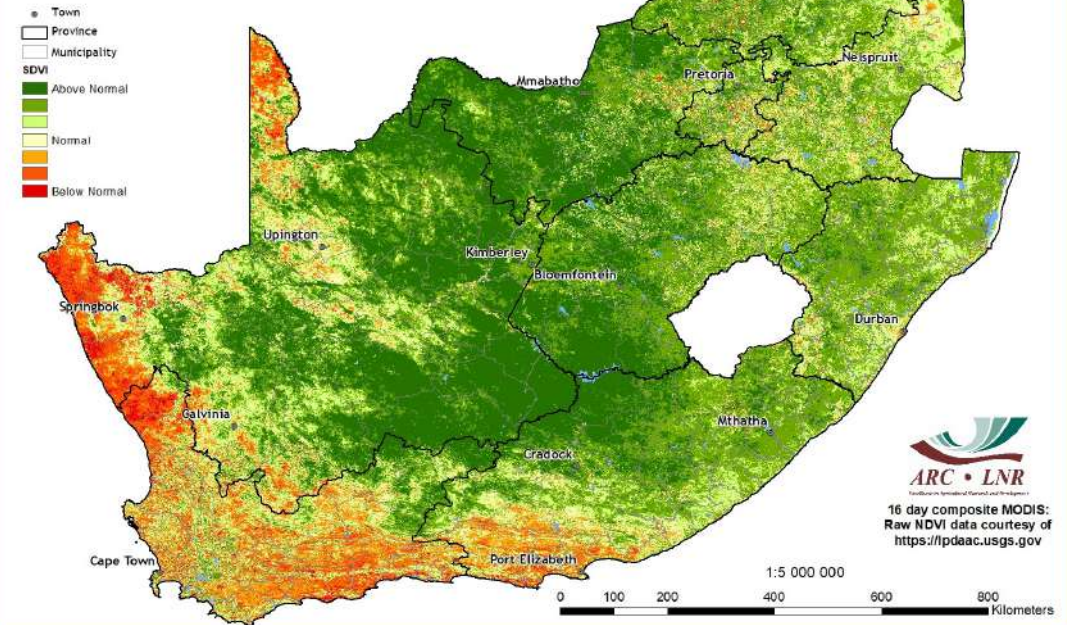 Town
Province
Municipality
SDVI
Above Normal
Normal
Below Normal
Mmabatho
Pretoria
Nelspruit
Upington
Kimberley
Bloemfontein
Springbok
Durban
Calvinia
Mthatha
Cradock
Cape Town
Port Elizabeth
ARC • LNR
16 day composite MODIS:
Raw NDVI data courtesy of
https://lpdaac.usgs.gov
1:5 000 000
0 100 200 400 600 800
Kilometers